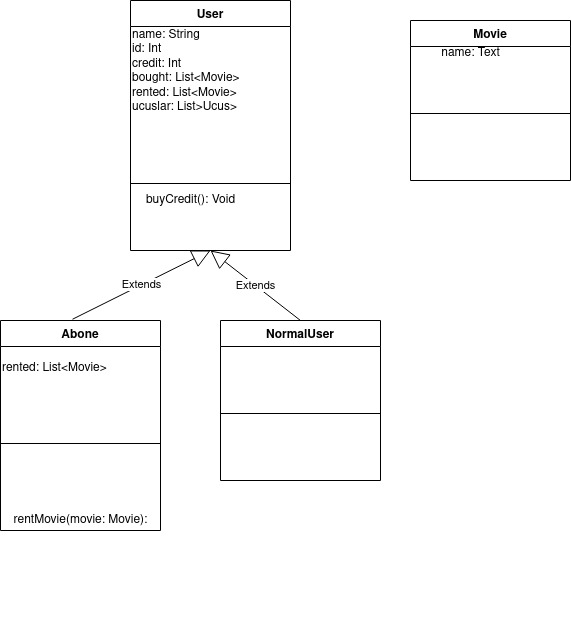 User
name: String
id: Int
credit: Int
bought: List<Movie>
rented: List<Movie>
ucuslar: List>Ucus>
buyCredit(): Void
Movie
name: Text
Extends
Extends
Abone
rented: List<Movie>
rentMovie(movie: Movie):
NormalUser